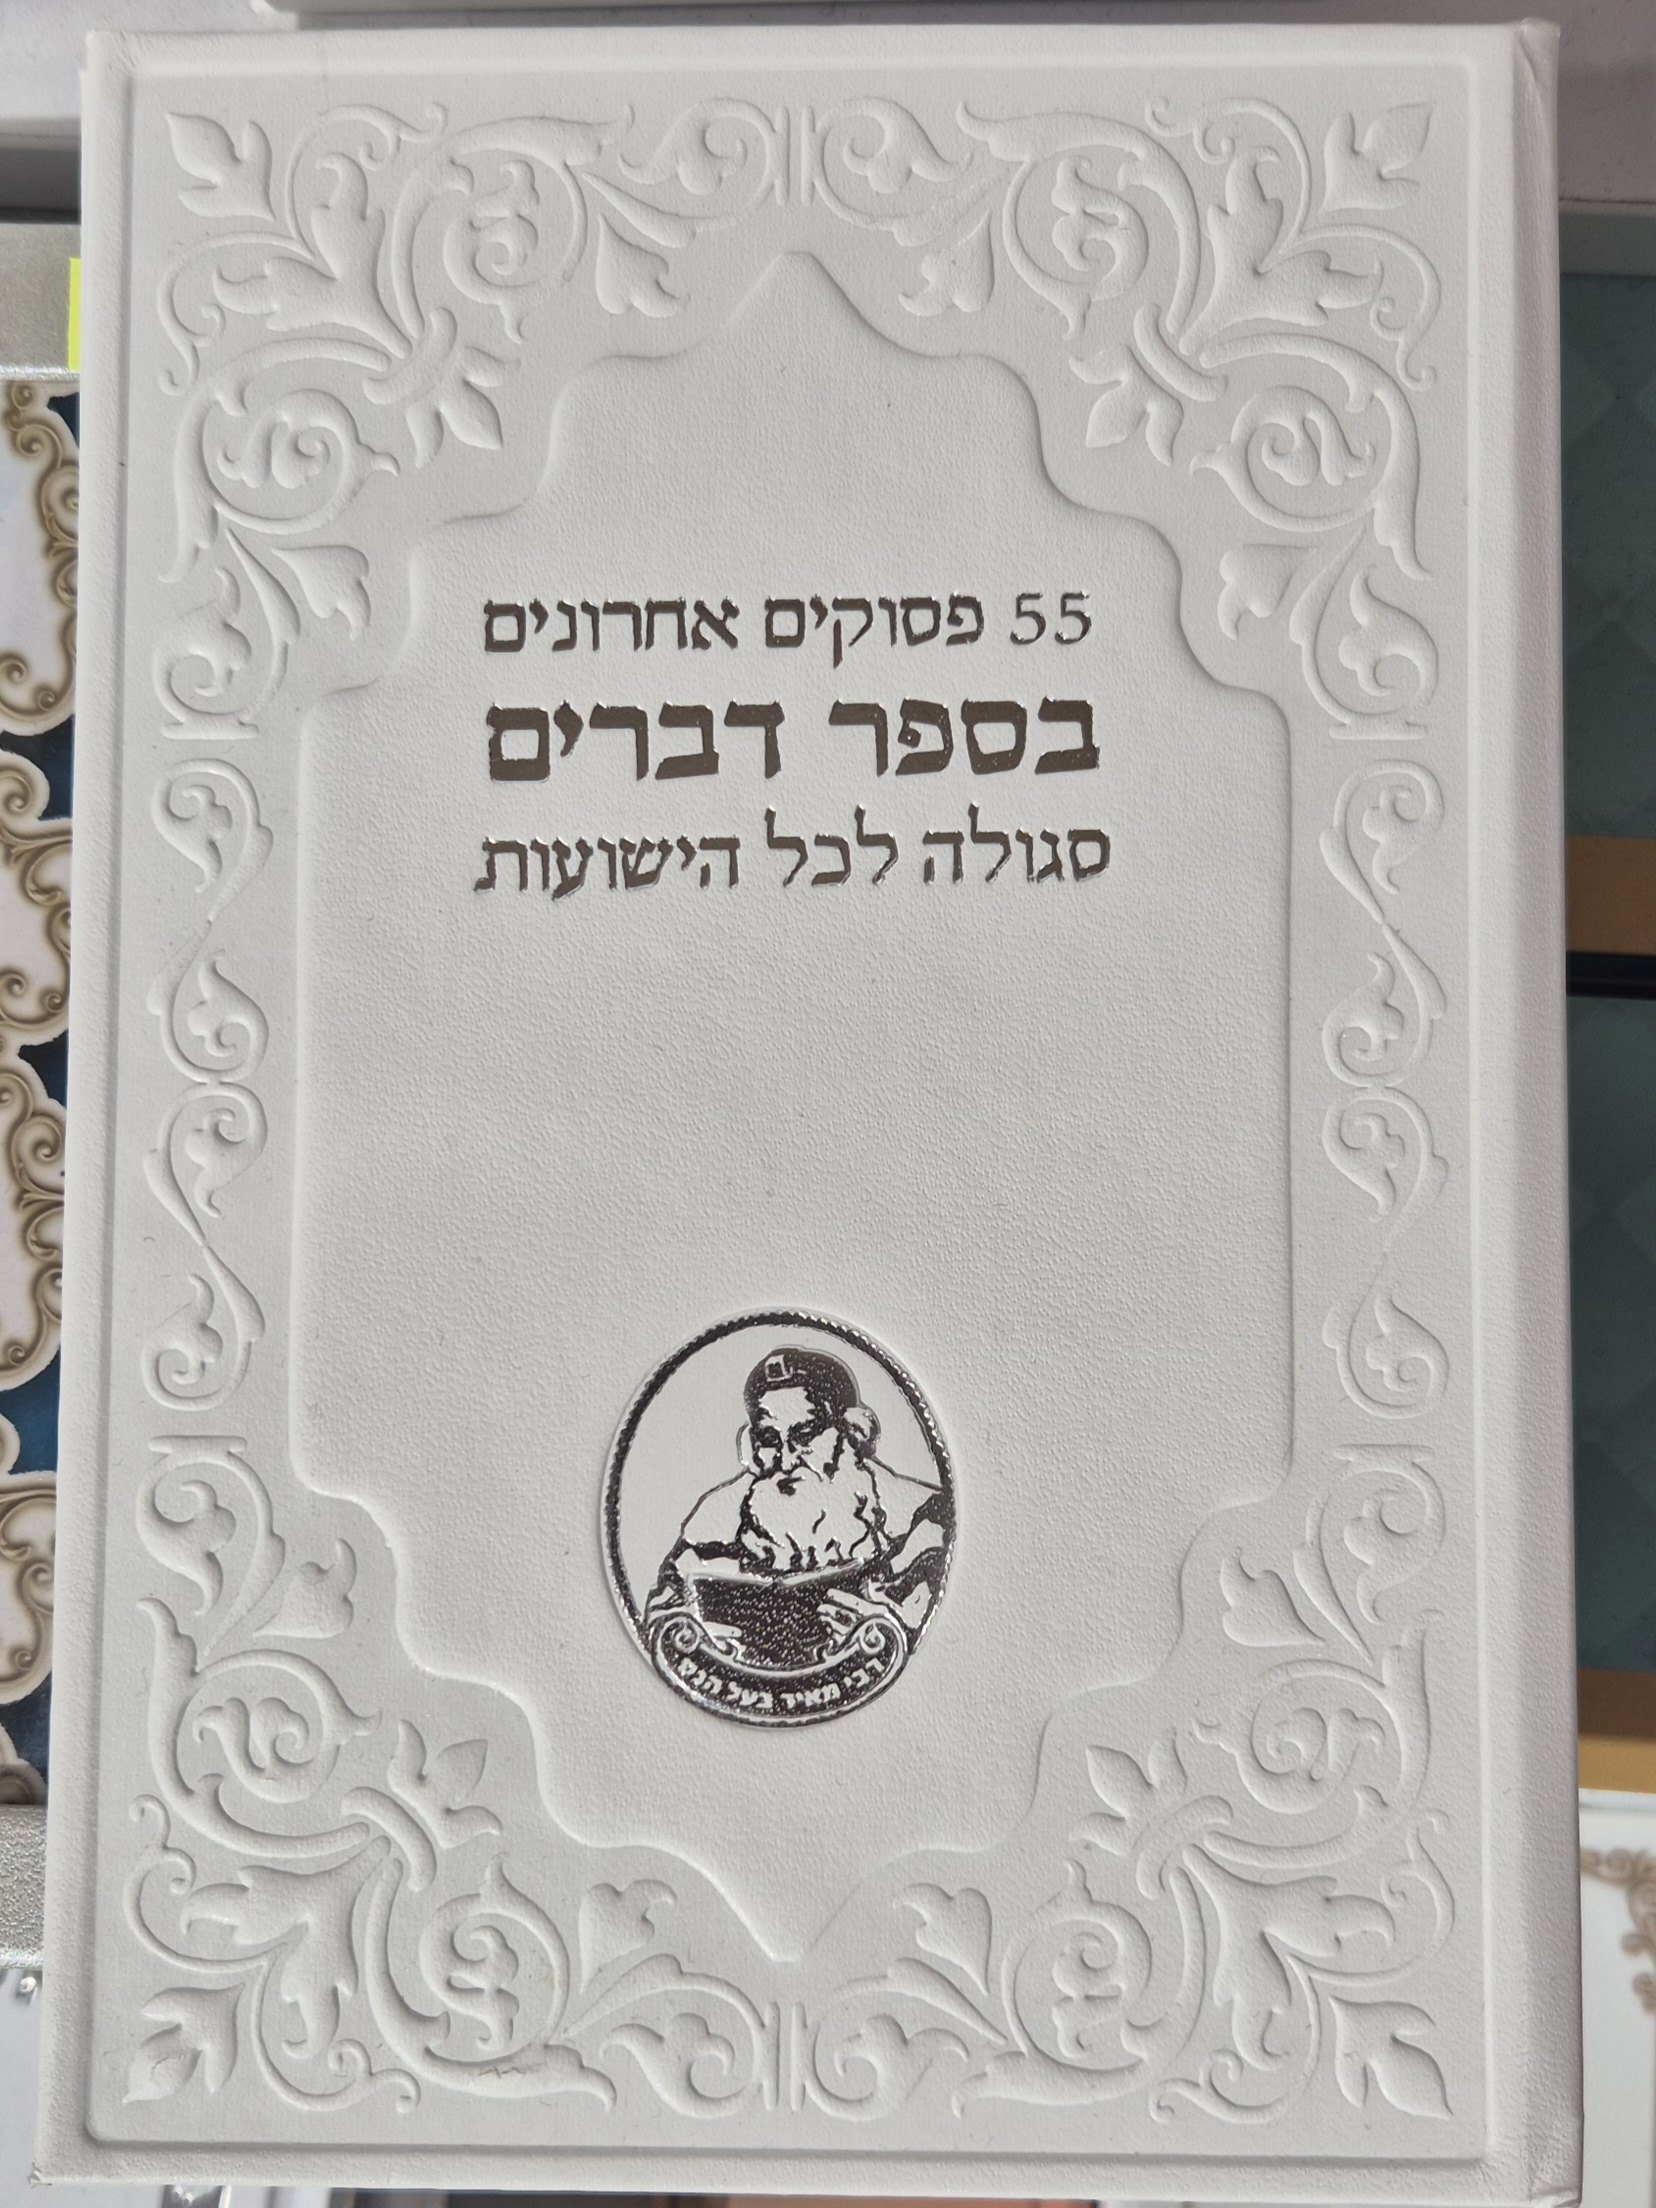 55 פסוקים אחרונים
בספר דברים
סגולה לכל הישועות
רבי מאיר בעל הנס